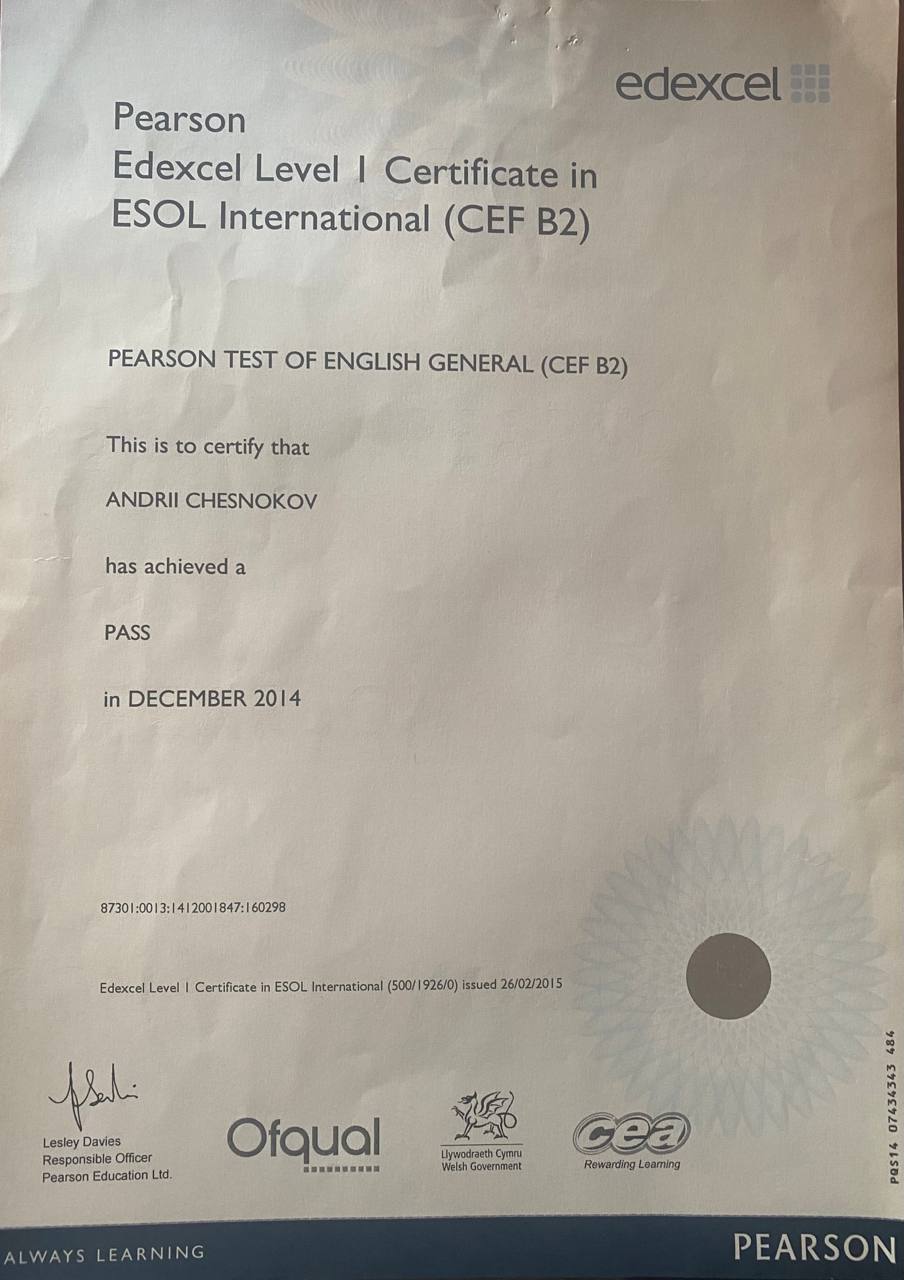 edexcel
Pearson
Edexcel Level 1 Certificate in
ESOL International (CEF B2)
PEARSON TEST OF ENGLISH GENERAL (CEF B2)
This is to certify that
ANDRII CHESNOKOV
has achieved a
PASS
in DECEMBER 2014
87301:0013:1412001847:160298
Edexcel Level 1 Certificate in ESOL International (500/1926/0) issued 26/02/2015
Lesley Davies
Responsible Officer
Pearson Education Ltd.
Ofqual
Llywodraeth Cymru
Welsh Government
cea
Rewarding Learning
PQS14 07434343 484
ALWAYS LEARNING
PEARSON